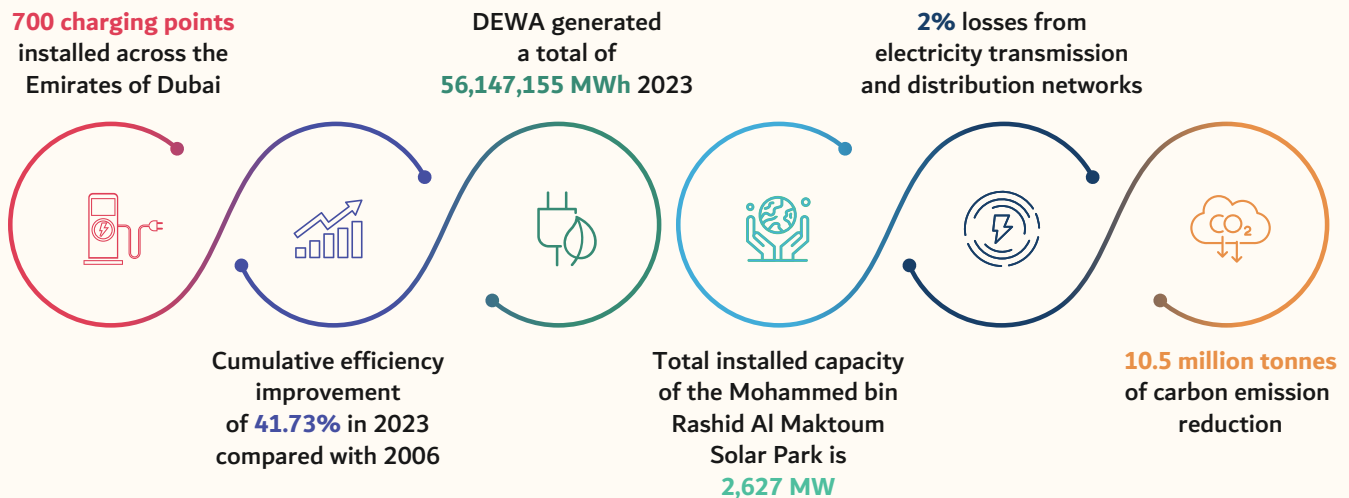 700 charging points
installed across the
Emirates of Dubai
Cumulative efficiency
improvement
of 41.73% in 2023
compared with 2006
DEWA generated
a total of
56,147,155 MWh 2023
Total installed capacity
of the Mohammed bin
Rashid Al Maktoum
Solar Park is
2,627 MW
2% losses from
electricity transmission
and distribution networks
CO₂
10.5 million tonnes
of carbon emission
reduction